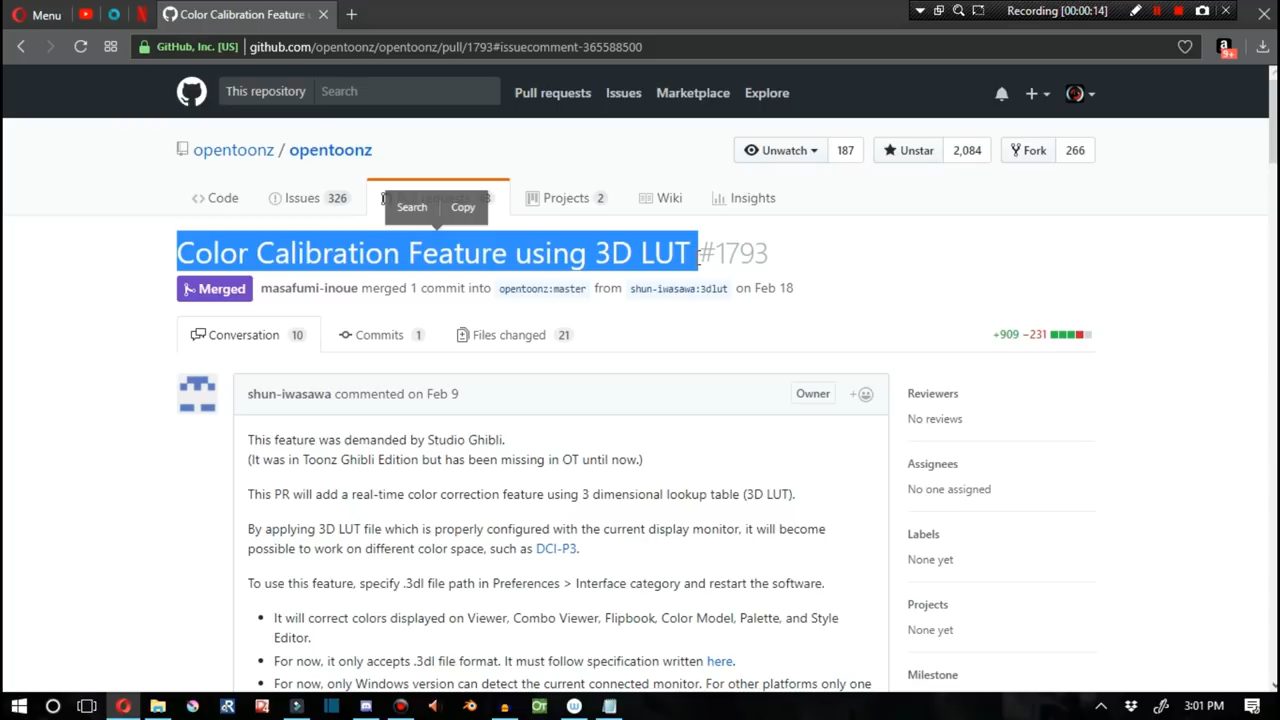 Menu
Color Calibration Feature u
Recording [00:00:14]
GitHub, Inc. [US]
github.com/opentoonz/opentoonz/pull/1793#issuecomment-365588500
9+
This repository
Search
Pull requests
Issues
Marketplace
Explore
opentoonz / opentoonz
Unwatch
187
Unstar
2,084
Fork
266
Code
Issues 326
Projects 2
Wiki
Insights
Search
Copy
Color Calibration Feature using 3D LUT #1793
Merged
masafumi-inoue merged 1 commit into opentoonz:master from shun-iwasawa:3dlut on Feb 18
Conversation 10
Commits 1
Files changed 21
+909 −231
shun-iwasawa commented on Feb 9
Owner
This feature was demanded by Studio Ghibli.
(It was in Toonz Ghibli Edition but has been missing in OT until now.)
This PR will add a real-time color correction feature using 3 dimensional lookup table (3D LUT).
By applying 3D LUT file which is properly configured with the current display monitor, it will become
possible to work on different color space, such as DCI-P3.
To use this feature, specify .3dl file path in Preferences > Interface category and restart the software.
• It will correct colors displayed on Viewer, Combo Viewer, Flipbook, Color Model, Palette, and Style
Editor.
• For now, it only accepts .3dl file format. It must follow specification written here.
• For now, only Windows version can detect the current connected monitor. For other platforms only one
Reviewers
No reviews
Assignees
No one assigned
Labels
None yet
Projects
None yet
Milestone
OT
3:01 PM